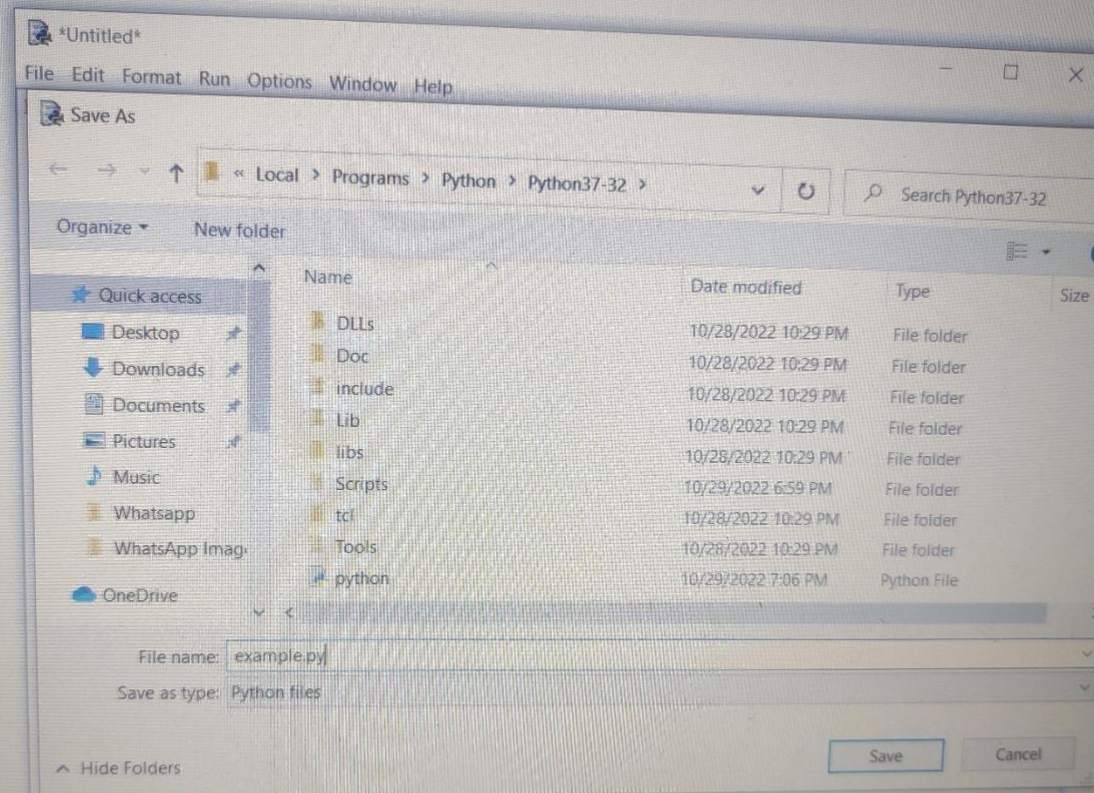 *Untitled*
File Edit Format Run Options Window Help
Save As
« Local > Programs > Python > Python37-32 >
Search Python37-32
Organize
New folder
Name Date modified Type Size
Quick access
Desktop
Downloads
Documents
Pictures
Music
Whatsapp
WhatsApp Imag
OneDrive
DLLs 10/28/2022 10:29 PM File folder
Doc 10/28/2022 10:29 PM File folder
include 10/28/2022 10:29 PM File folder
Lib 10/28/2022 10:29 PM File folder
libs 10/28/2022 10:29 PM File folder
Scripts 10/29/2022 6:59 PM File folder
tcl 10/28/2022 10:29 PM File folder
Tools 10/28/2022 10:29 PM File folder
python 10/29/2022 7:06 PM Python File
File name: example.py
Save as type: Python files
Hide Folders
Save Cancel